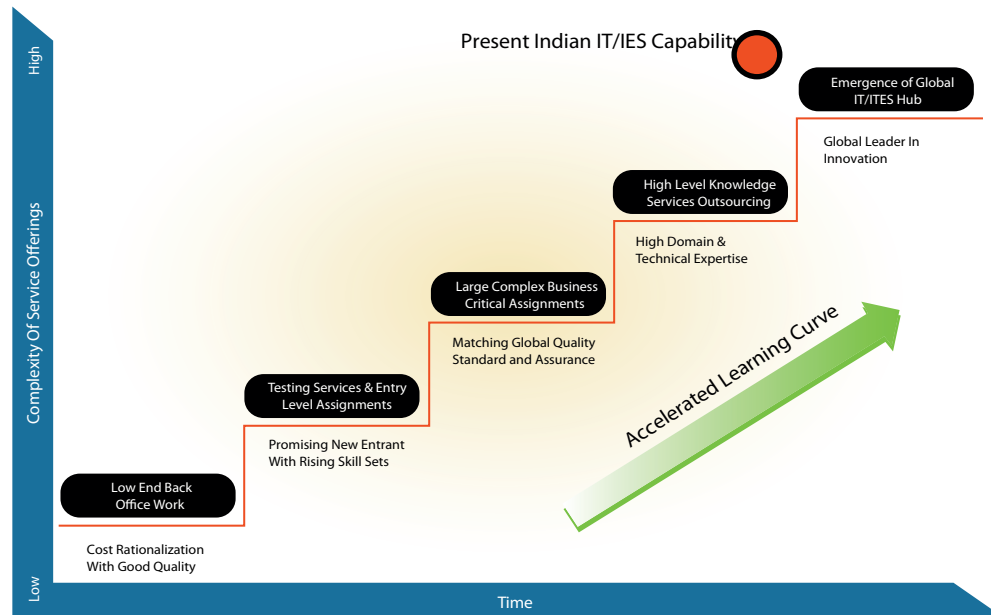 Present Indian IT/IES Capability
High
Emergence of Global
IT/ITES Hub
Global Leader In
Innovation
High Level Knowledge
Services Outsourcing
High Domain &
Technical Expertise
Complexity Of Service Offerings
Large Complex Business
Critical Assignments
Matching Global Quality
Standard and Assurance
Accelerated Learning Curve
Testing Services & Entry
Level Assignments
Promising New Entrant
With Rising Skill Sets
Low End Back
Office Work
Cost Rationalization
With Good Quality
Low
Time